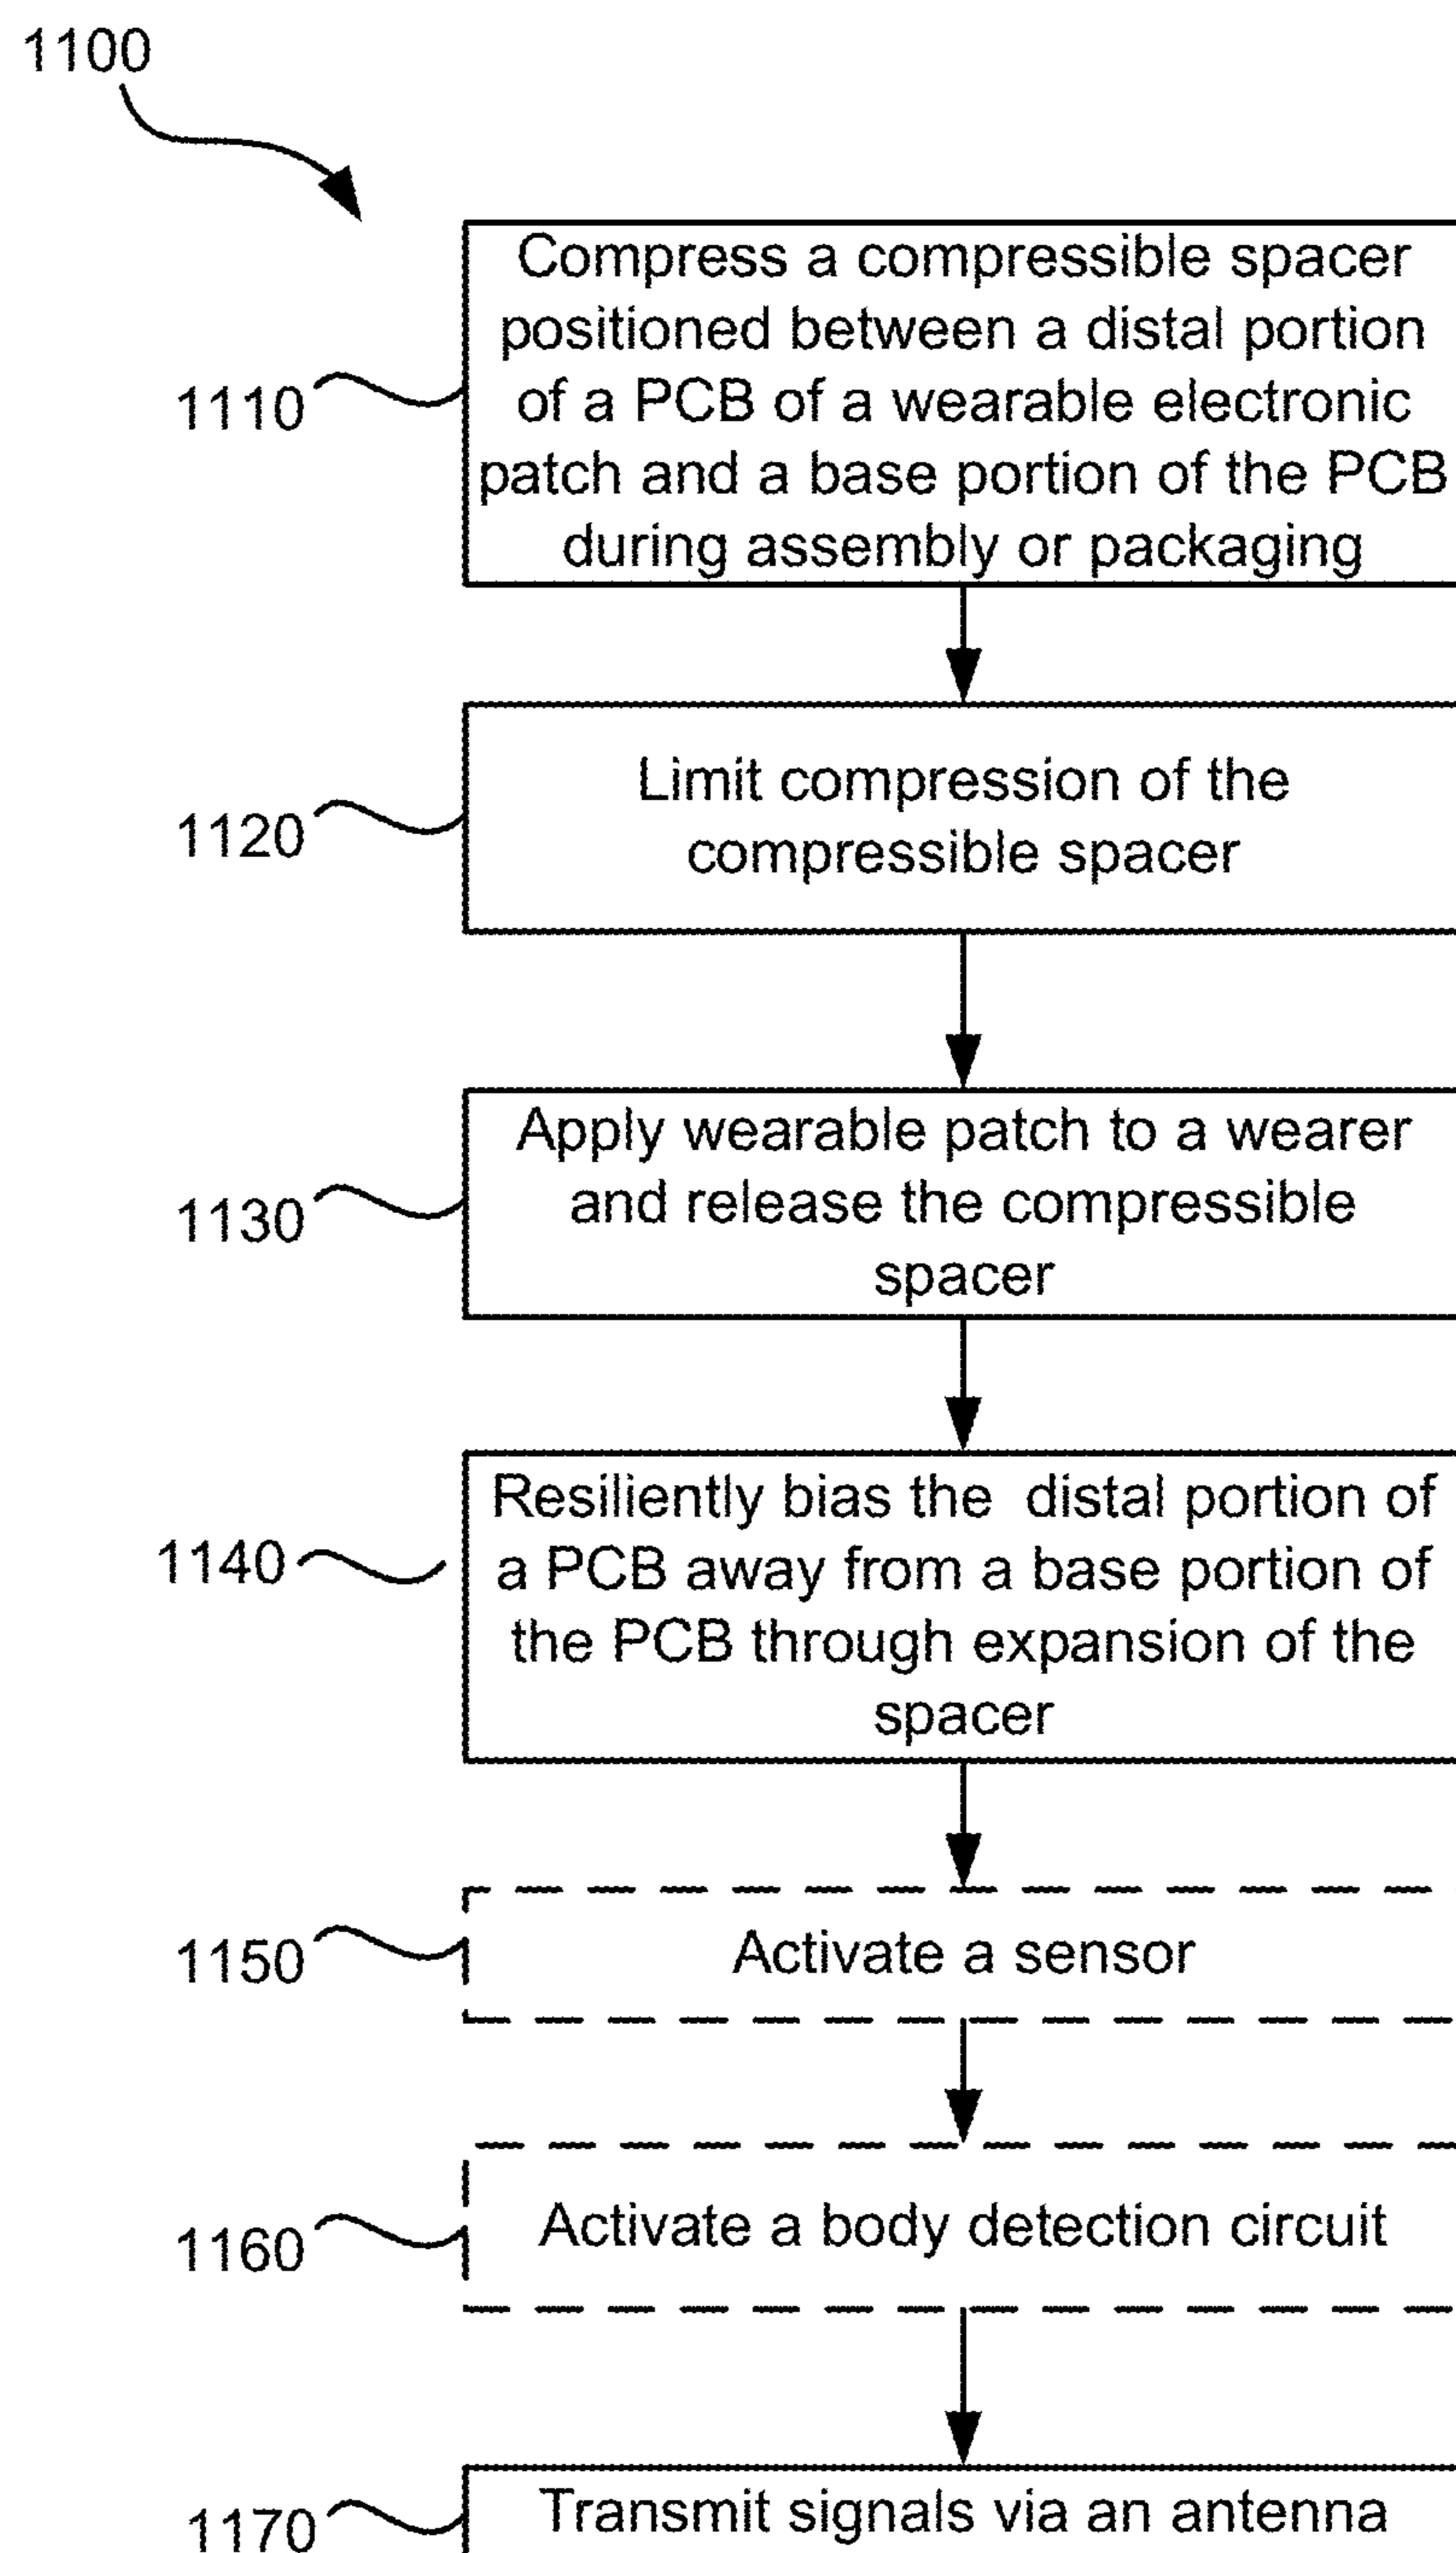 1100
Compress a compressible spacer
positioned between a distal portion
of a PCB of a wearable electronic
patch and a base portion of the PCB
during assembly or packaging
1110
Limit compression of the
compressible spacer
1120
Apply wearable patch to a wearer
and release the compressible
spacer
1130
Resiliently bias the distal portion of
a PCB away from a base portion of
the PCB through expansion of the
spacer
1140
Activate a sensor
1150
Activate a body detection circuit
1160
Transmit signals via an antenna
1170